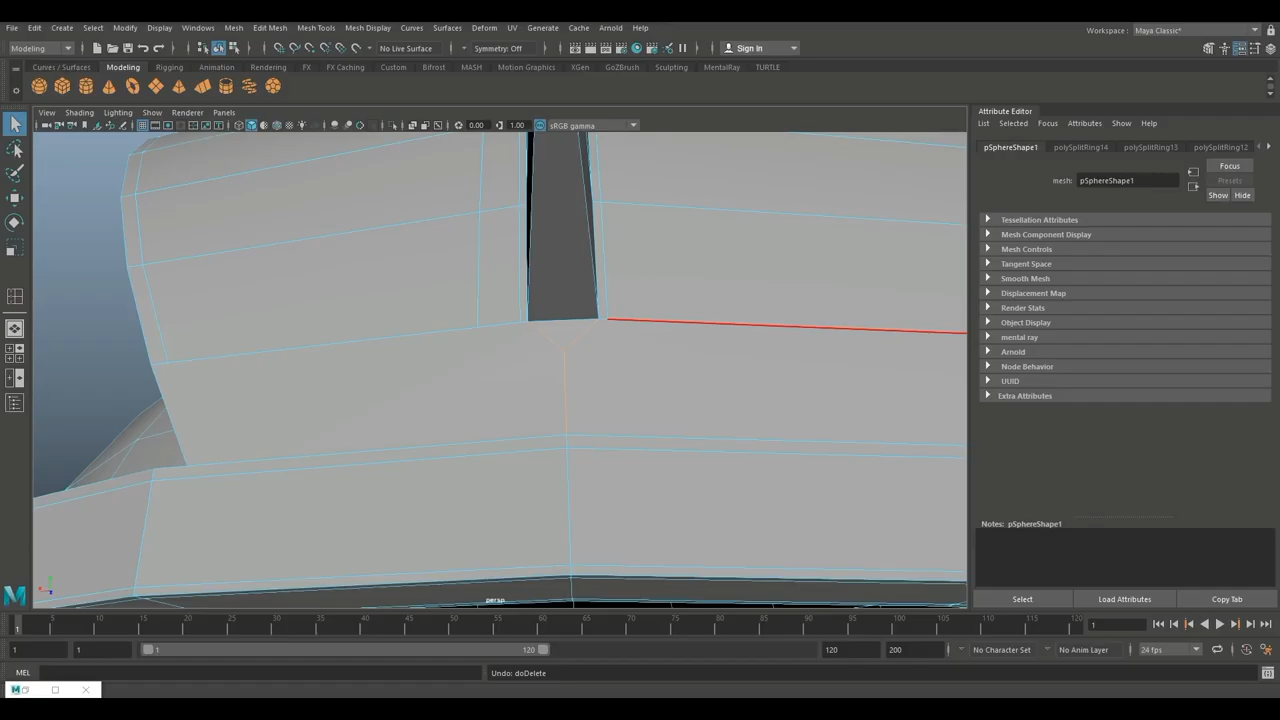 File Edit Create Select Modify Display Windows Mesh Edit Mesh Mesh Tools Mesh Display Curves Surfaces Deform UV Generate Cache Arnold Help
Workspace : Maya Classic*
Modeling No Live Surface Symmetry: Off Sign In
Curves / Surfaces Modeling Rigging Animation Rendering FX FX Caching Custom Bifrost MASH Motion Graphics XGen GoZBrush Sculpting MentalRay TURTLE
View Shading Lighting Show Renderer Panels
0.00 1.00 sRGB gamma
Attribute Editor
List Selected Focus Attributes Show Help
pSphereShape1 polySplitRing14 polySplitRing13 polySplitRing12
Focus
mesh: pSphereShape1 Presets
Show Hide
Tessellation Attributes
Mesh Component Display
Mesh Controls
Tangent Space
Smooth Mesh
Displacement Map
Render Stats
Object Display
mental ray
Arnold
Node Behavior
UUID
Extra Attributes
Notes: pSphereShape1
Select Load Attributes Copy Tab
persp
5 10 15 20 25 30 35 40 45 50 55 60 65 70 75 80 85 90 95 100 105 110 115 120
1 1
1 1 1 120 120 200 No Character Set No Anim Layer 24 fps
MEL Undo: doDelete